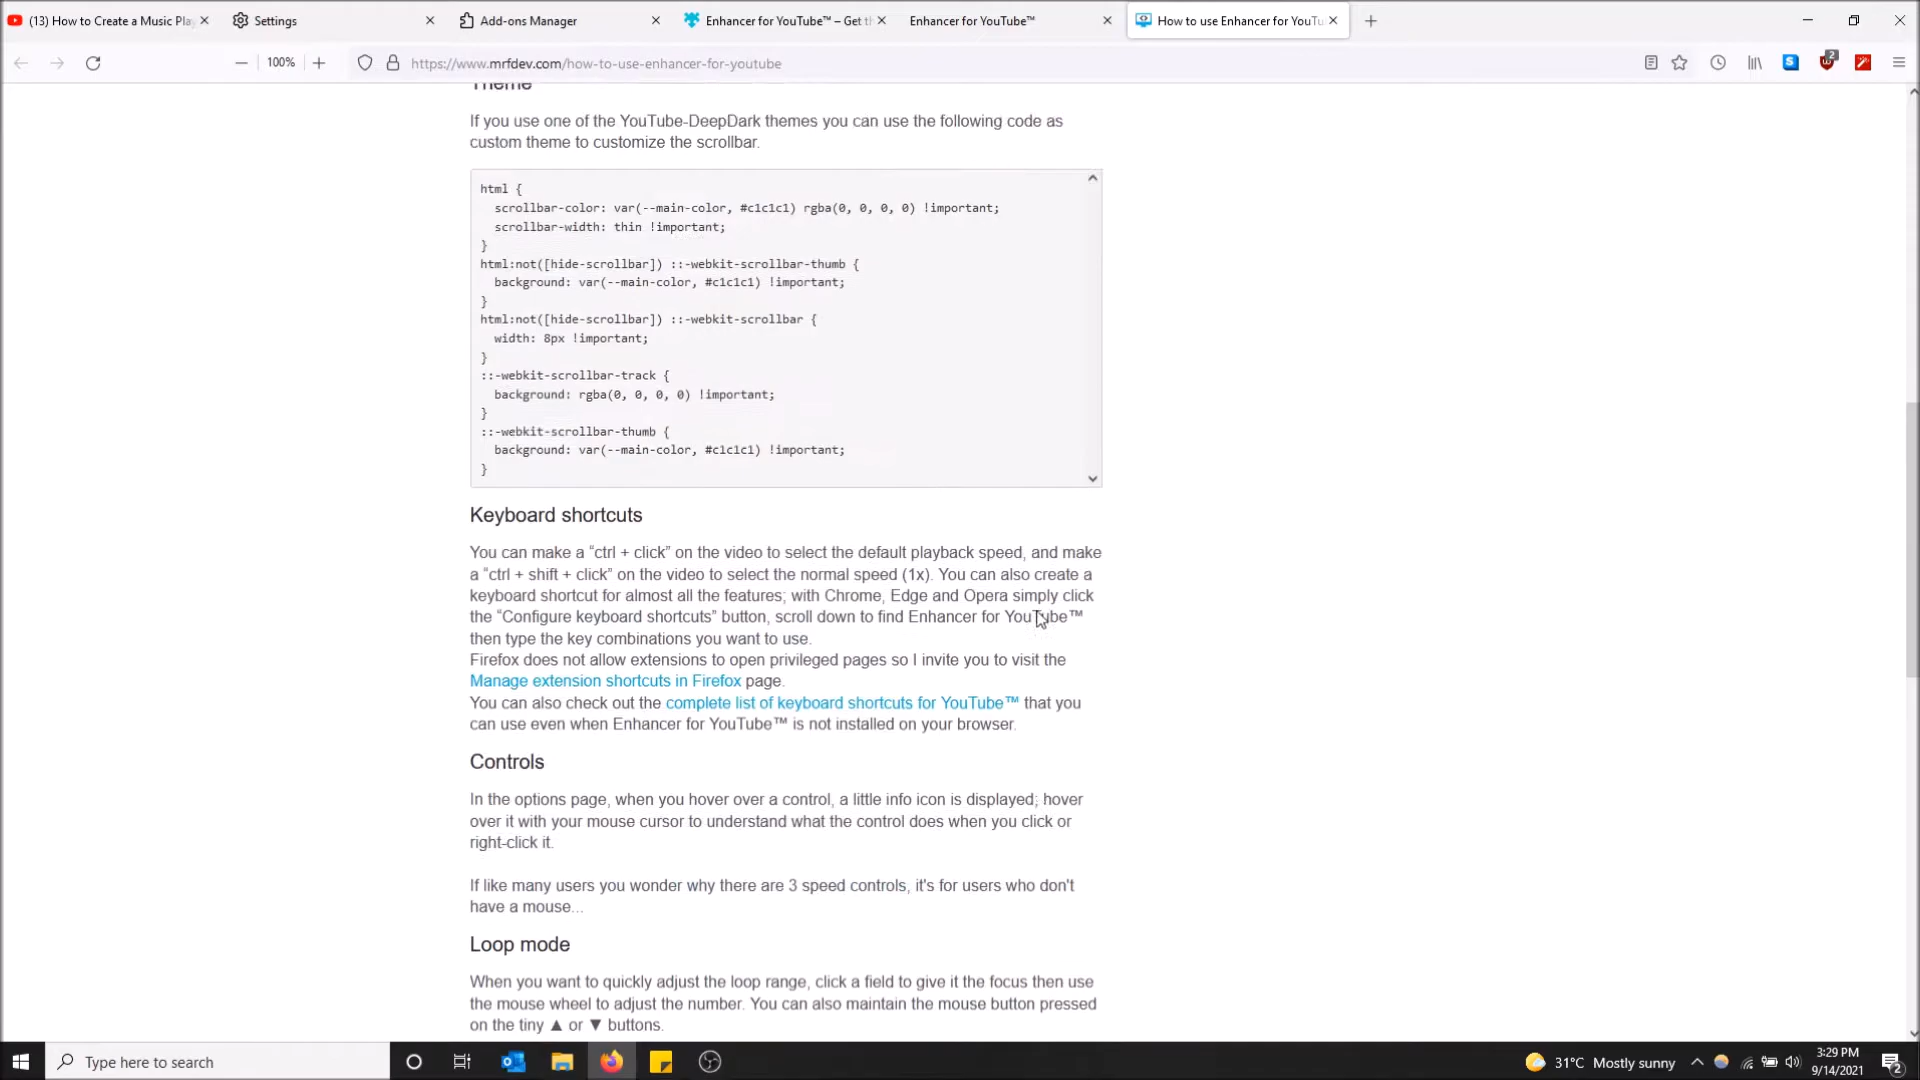 (13) How to Create a Music Pla
Settings
Add-ons Manager
Enhancer for YouTube™ – Get th
Enhancer for YouTube™
How to use Enhancer for YouTu
100%
https://www.mrfdev.com/how-to-use-enhancer-for-youtube
2
Theme
If you use one of the YouTube-DeepDark themes you can use the following code as
custom theme to customize the scrollbar.
html {
scrollbar-color: var(--main-color, #c1c1c1) rgba(0, 0, 0, 0) !important;
scrollbar-width: thin !important;
}
html:not([hide-scrollbar]) ::-webkit-scrollbar-thumb {
background: var(--main-color, #c1c1c1) !important;
}
html:not([hide-scrollbar]) ::-webkit-scrollbar {
width: 8px !important;
}
::-webkit-scrollbar-track {
background: rgba(0, 0, 0, 0) !important;
}
::-webkit-scrollbar-thumb {
background: var(--main-color, #c1c1c1) !important;
}
Keyboard shortcuts
You can make a “ctrl + click” on the video to select the default playback speed, and make
a “ctrl + shift + click” on the video to select the normal speed (1x). You can also create a
keyboard shortcut for almost all the features; with Chrome, Edge and Opera simply click
the “Configure keyboard shortcuts” button, scroll down to find Enhancer for YouTube™
then type the key combinations you want to use.
Firefox does not allow extensions to open privileged pages so I invite you to visit the
Manage extension shortcuts in Firefox page.
You can also check out the complete list of keyboard shortcuts for YouTube™ that you
can use even when Enhancer for YouTube™ is not installed on your browser.
Controls
In the options page, when you hover over a control, a little info icon is displayed; hover
over it with your mouse cursor to understand what the control does when you click or
right-click it.
If like many users you wonder why there are 3 speed controls, it's for users who don't
have a mouse...
Loop mode
When you want to quickly adjust the loop range, click a field to give it the focus then use
the mouse wheel to adjust the number. You can also maintain the mouse button pressed
on the tiny ▲ or ▼ buttons.
Type here to search
31°C Mostly sunny
3:29 PM
9/14/2021
2